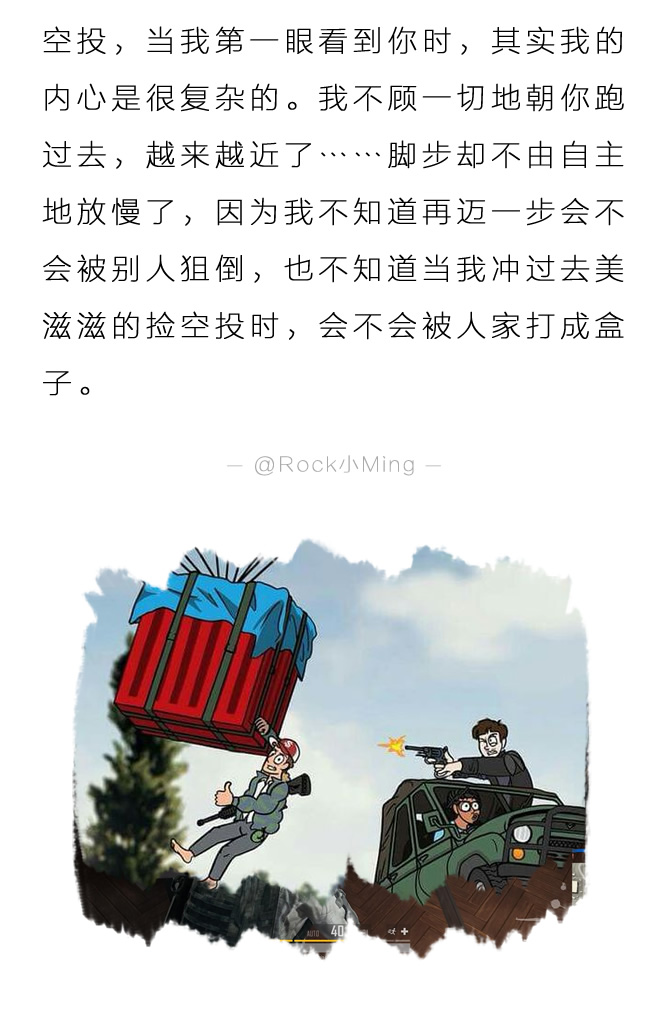 空投，当我第一眼看到你时，其实我的
内心是很复杂的。我不顾一切地朝你跑
过去，越来越近了……脚步却不由自主
地放慢了，因为我不知道再迈一步会不
会被别人狙倒，也不知道当我冲过去美
滋滋的捡空投时，会不会被人家打成盒
子。
— @Rock小Ming —
AUTO 40